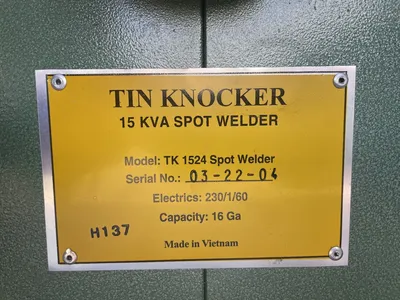 TIN KNOCKER
15 KVA SPOT WELDER
Model: TK 1524 Spot Welder
Serial No.: 03-22-04
Electrics: 230/1/60
Capacity: 16 Ga
H137
Made in Vietnam